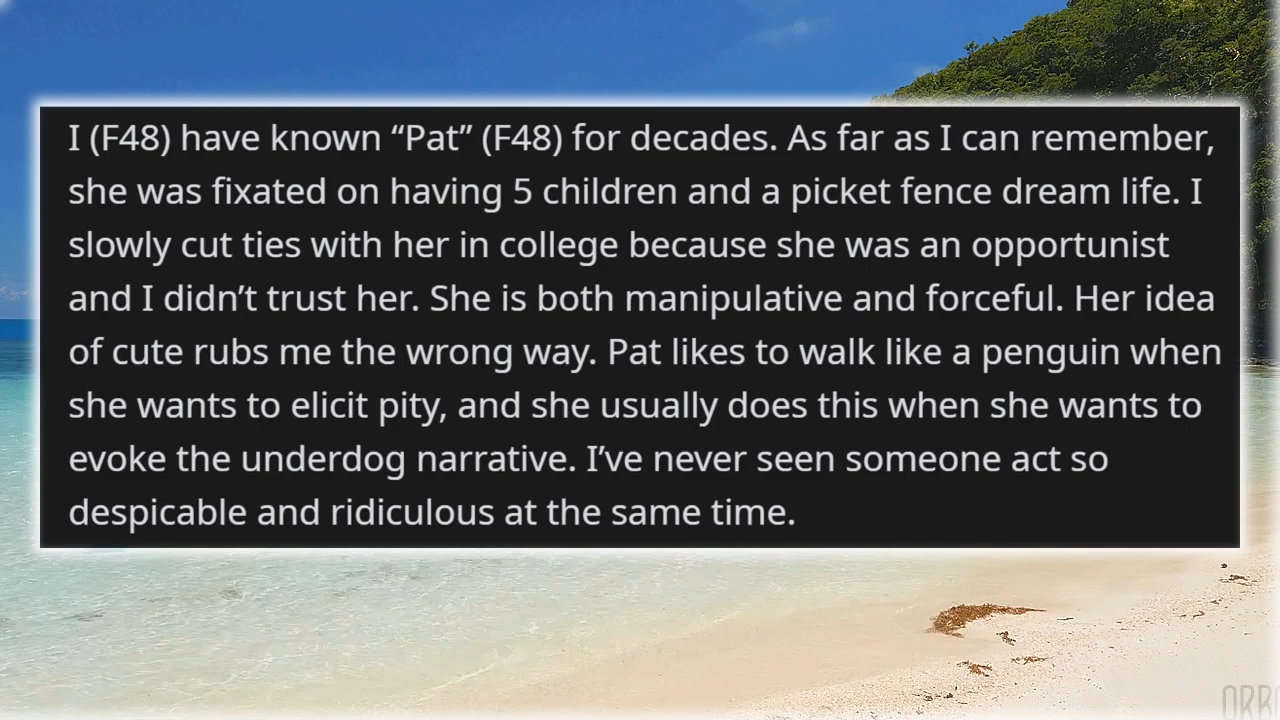 I (F48) have known “Pat” (F48) for decades. As far as I can remember,
she was fixated on having 5 children and a picket fence dream life. I
slowly cut ties with her in college because she was an opportunist
and I didn’t trust her. She is both manipulative and forceful. Her idea
of cute rubs me the wrong way. Pat likes to walk like a penguin when
she wants to elicit pity, and she usually does this when she wants to
evoke the underdog narrative. I’ve never seen someone act so
despicable and ridiculous at the same time.